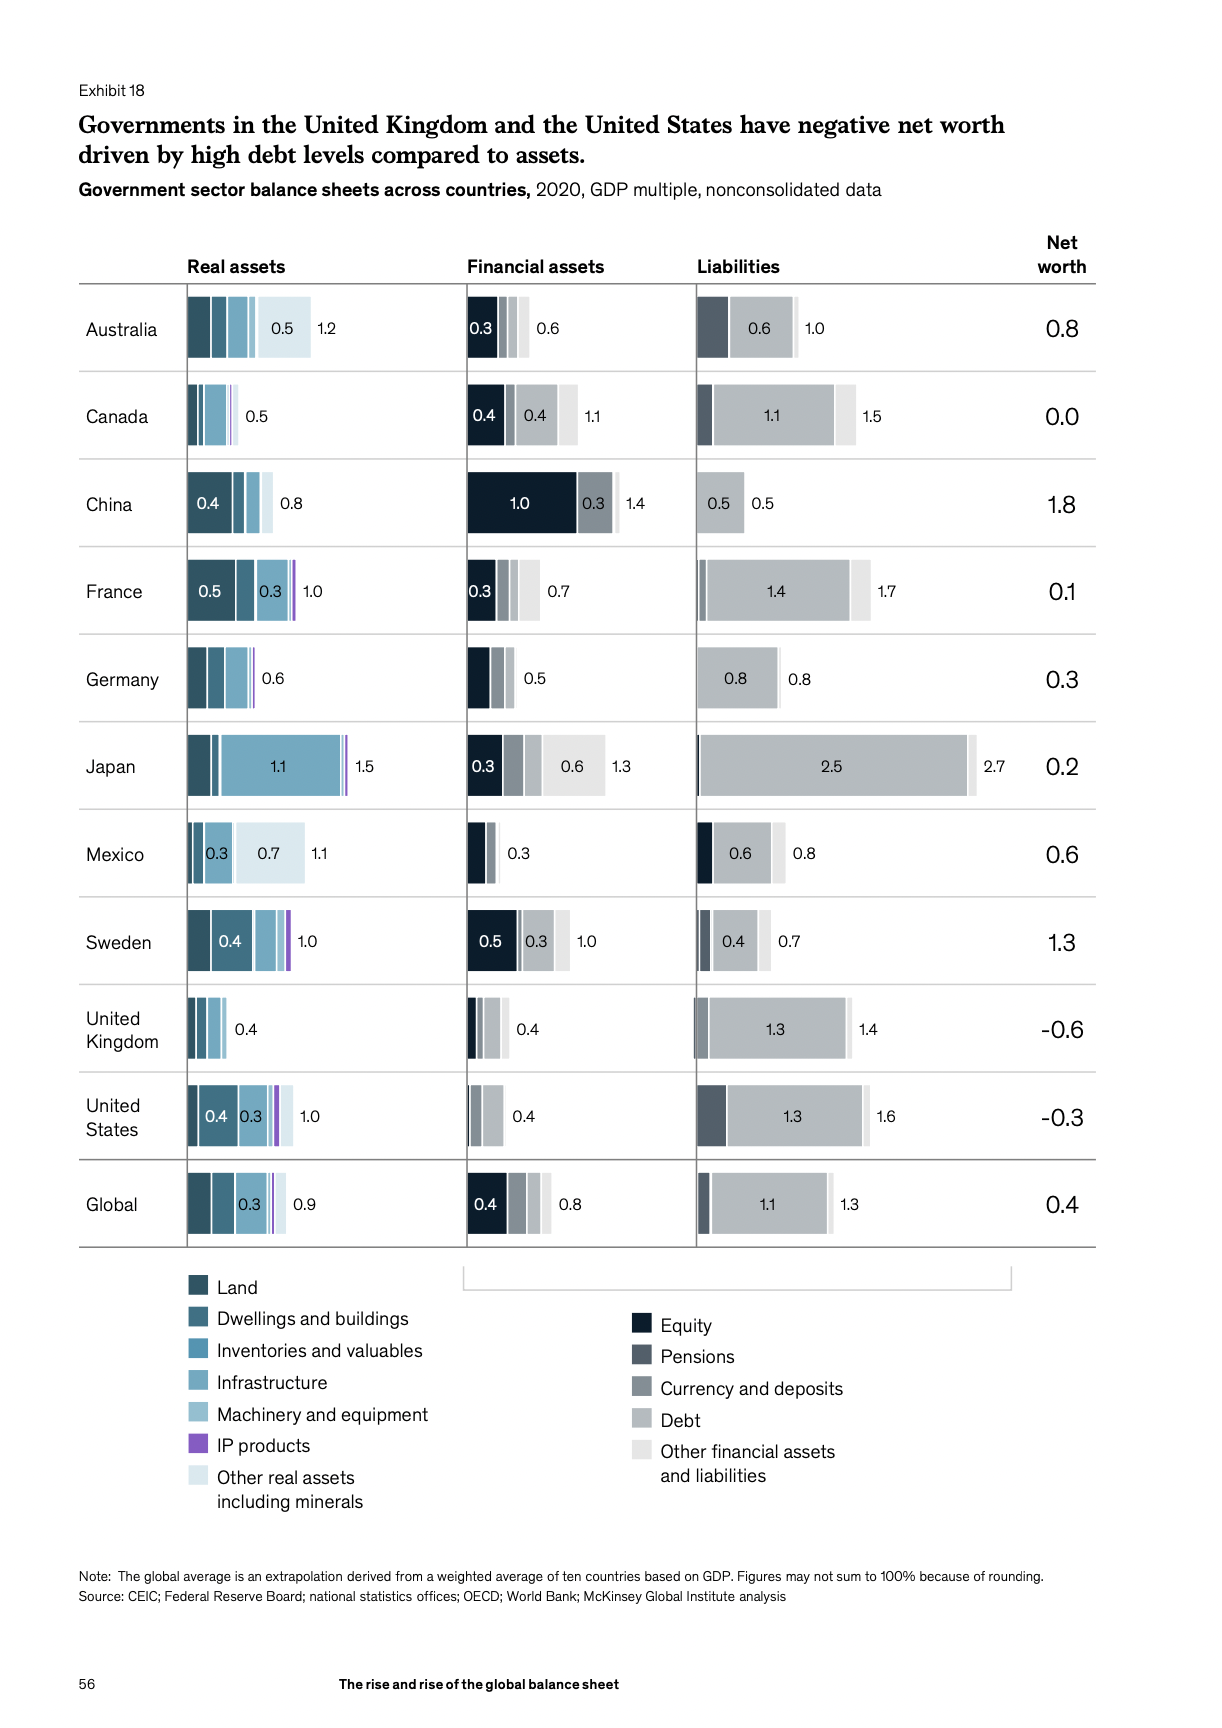 Exhibit 18
Governments in the United Kingdom and the United States have negative net worth
driven by high debt levels compared to assets.
Government sector balance sheets across countries, 2020, GDP multiple, nonconsolidated data
Net
Real assets Financial assets Liabilities worth
Australia 0.5 1.2 0.3 0.6 0.6 1.0 0.8
Canada 0.5 0.4 0.4 1.1 1.1 1.5 0.0
China 0.4 0.8 1.0 0.3 1.4 0.5 0.5 1.8
France 0.5 0.3 1.0 0.3 0.7 1.4 1.7 0.1
Germany 0.6 0.5 0.8 0.8 0.3
Japan 1.1 1.5 0.3 0.6 1.3 2.5 2.7 0.2
Mexico 0.3 0.7 1.1 0.3 0.6 0.8 0.6
Sweden 0.4 1.0 0.5 0.3 1.0 0.4 0.7 1.3
United
Kingdom 0.4 0.4 1.3 1.4 -0.6
United
States 0.4 0.3 1.0 0.4 1.3 1.6 -0.3
Global 0.3 0.9 0.4 0.8 1.1 1.3 0.4
Land
Dwellings and buildings
Inventories and valuables
Infrastructure
Machinery and equipment
IP products
Other real assets
including minerals
Equity
Pensions
Currency and deposits
Debt
Other financial assets
and liabilities
Note: The global average is an extrapolation derived from a weighted average of ten countries based on GDP. Figures may not sum to 100% because of rounding.
Source: CEIC; Federal Reserve Board; national statistics offices; OECD; World Bank; McKinsey Global Institute analysis
56 The rise and rise of the global balance sheet